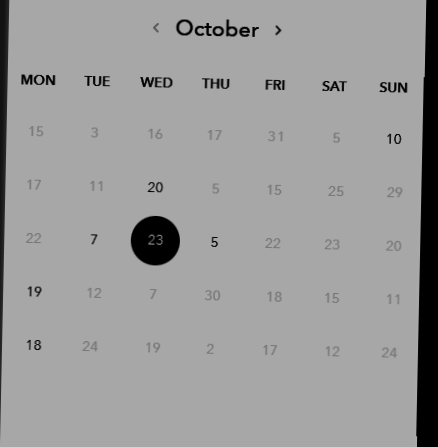 ‹ October ›
MON TUE WED THU FRI SAT SUN
15 3 16 17 31 5 10
17 11 20 5 15 25 29
22 7 23 5 22 23 20
19 12 7 30 18 15 11
18 24 19 2 17 12 24